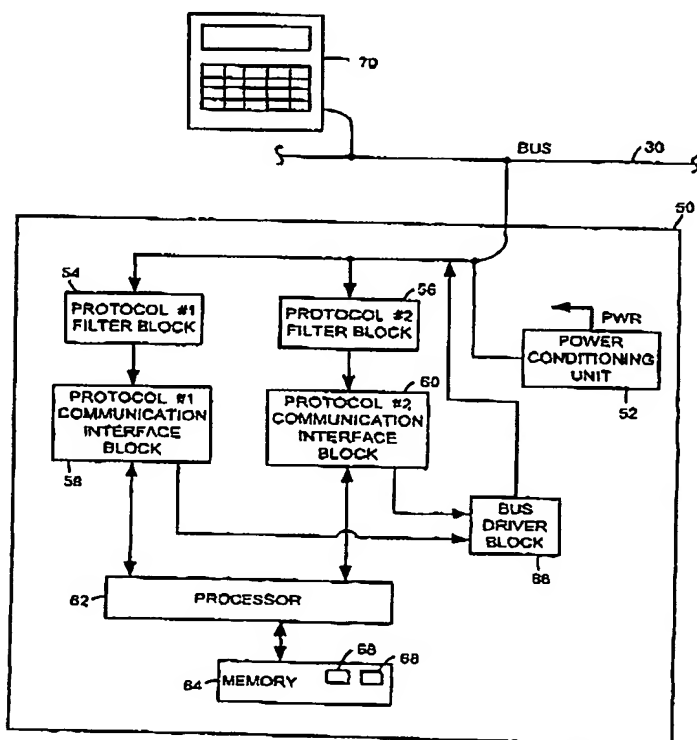 70
BUS
30
50
54
PROTOCOL #1
FILTER BLOCK
56
PROTOCOL #2
FILTER BLOCK
PWR
POWER
CONDITIONING
UNIT
52
PROTOCOL #1
COMMUNICATION
INTERFACE
BLOCK
58
60
PROTOCOL #2
COMMUNICATION
INTERFACE
BLOCK
BUS
DRIVER
BLOCK
66
62
PROCESSOR
64
MEMORY
68
68